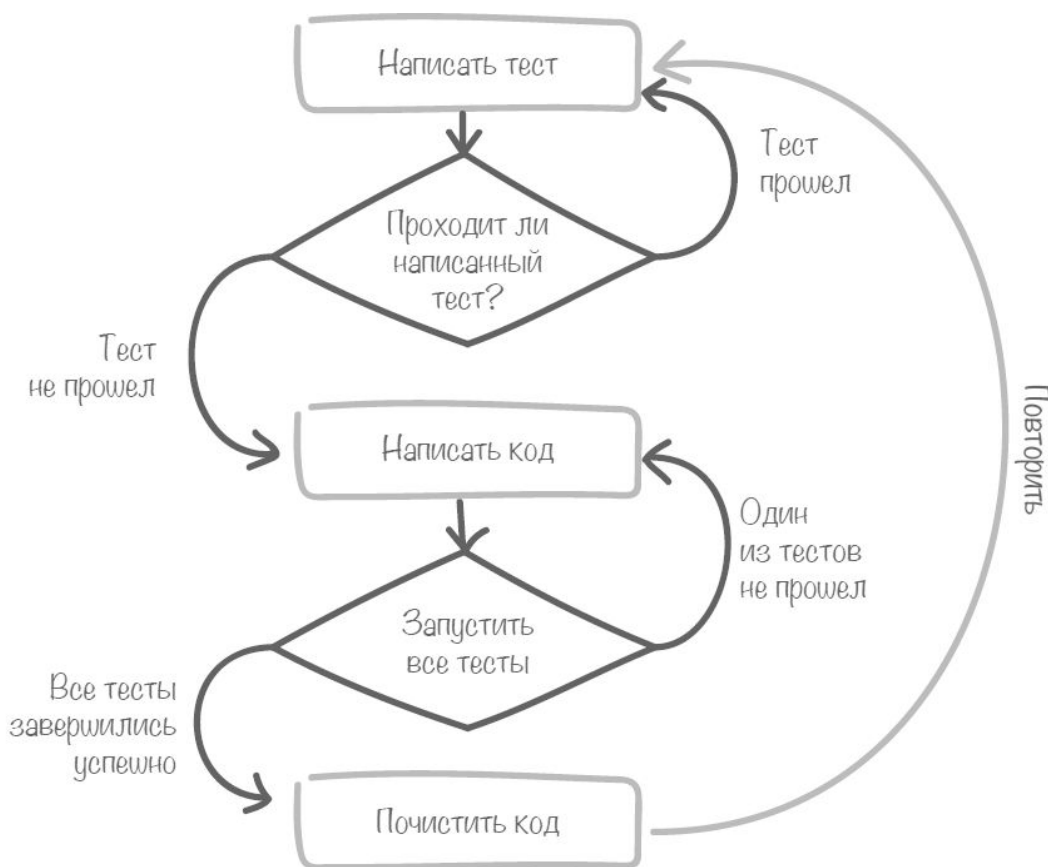 Написать тест
Тест
прошел
Проходит ли
написанный
тест?
Тест
не прошел
Написать код
Повторить
Один
из тестов
не прошел
Запустить
все тесты
Все тесты
завершились
успешно
Почистить код